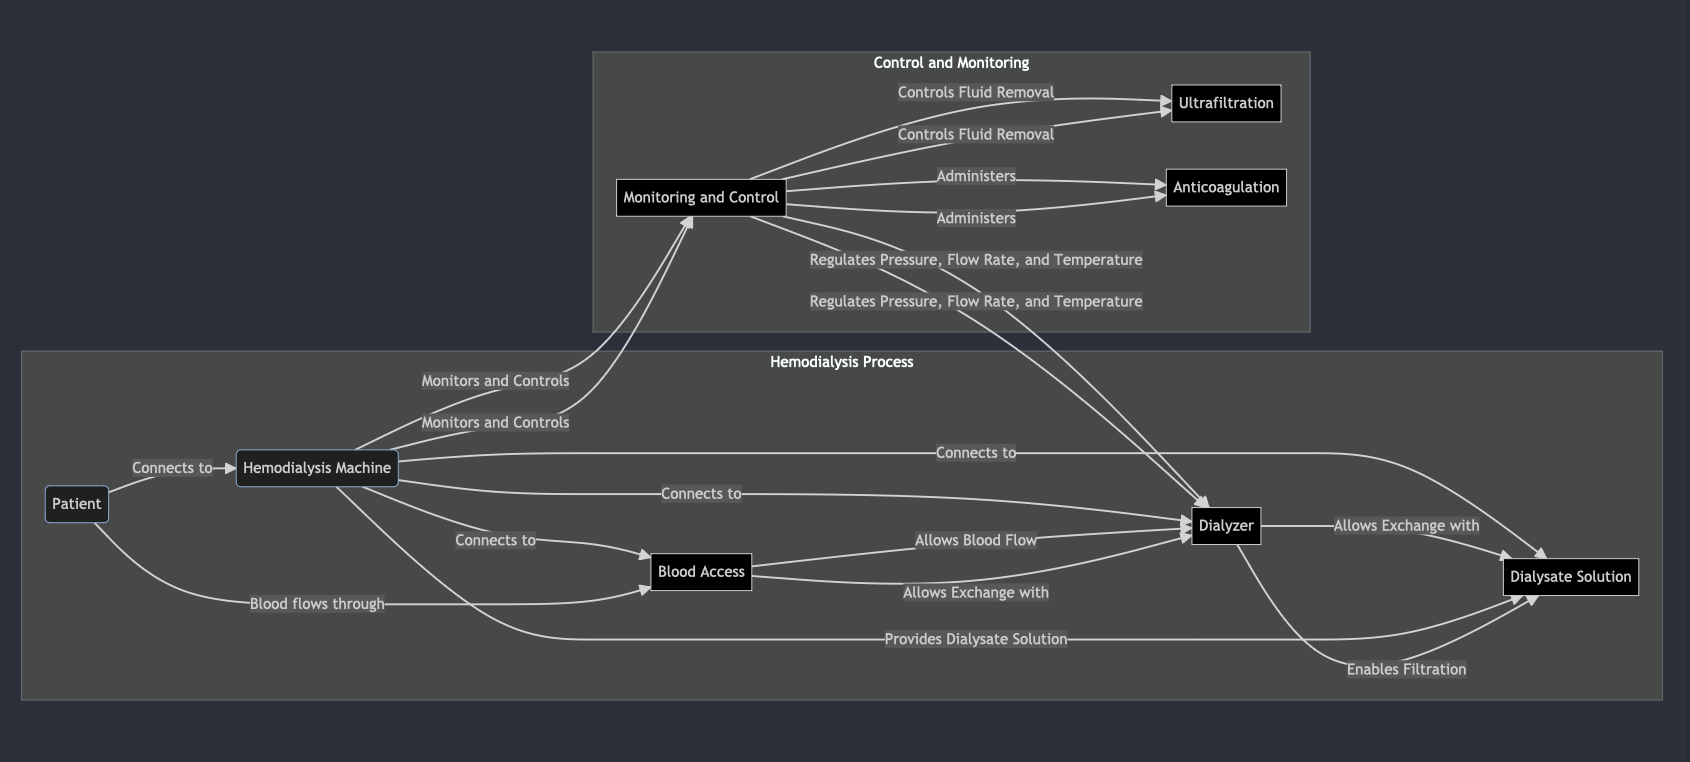 Control and Monitoring
Controls Fluid Removal
Ultrafiltration
Controls Fluid Removal
Administers
Monitoring and Control
Anticoagulation
Administers
Regulates Pressure, Flow Rate, and Temperature
Regulates Pressure, Flow Rate, and Temperature
Hemodialysis Process
Monitors and Controls
Monitors and Controls
Connects to
Connects to
Hemodialysis Machine
Connects to
Patient
Dialyzer
Allows Exchange with
Connects to
Allows Blood Flow
Blood Access
Dialysate Solution
Allows Exchange with
Blood flows through
Provides Dialysate Solution
Enables Filtration